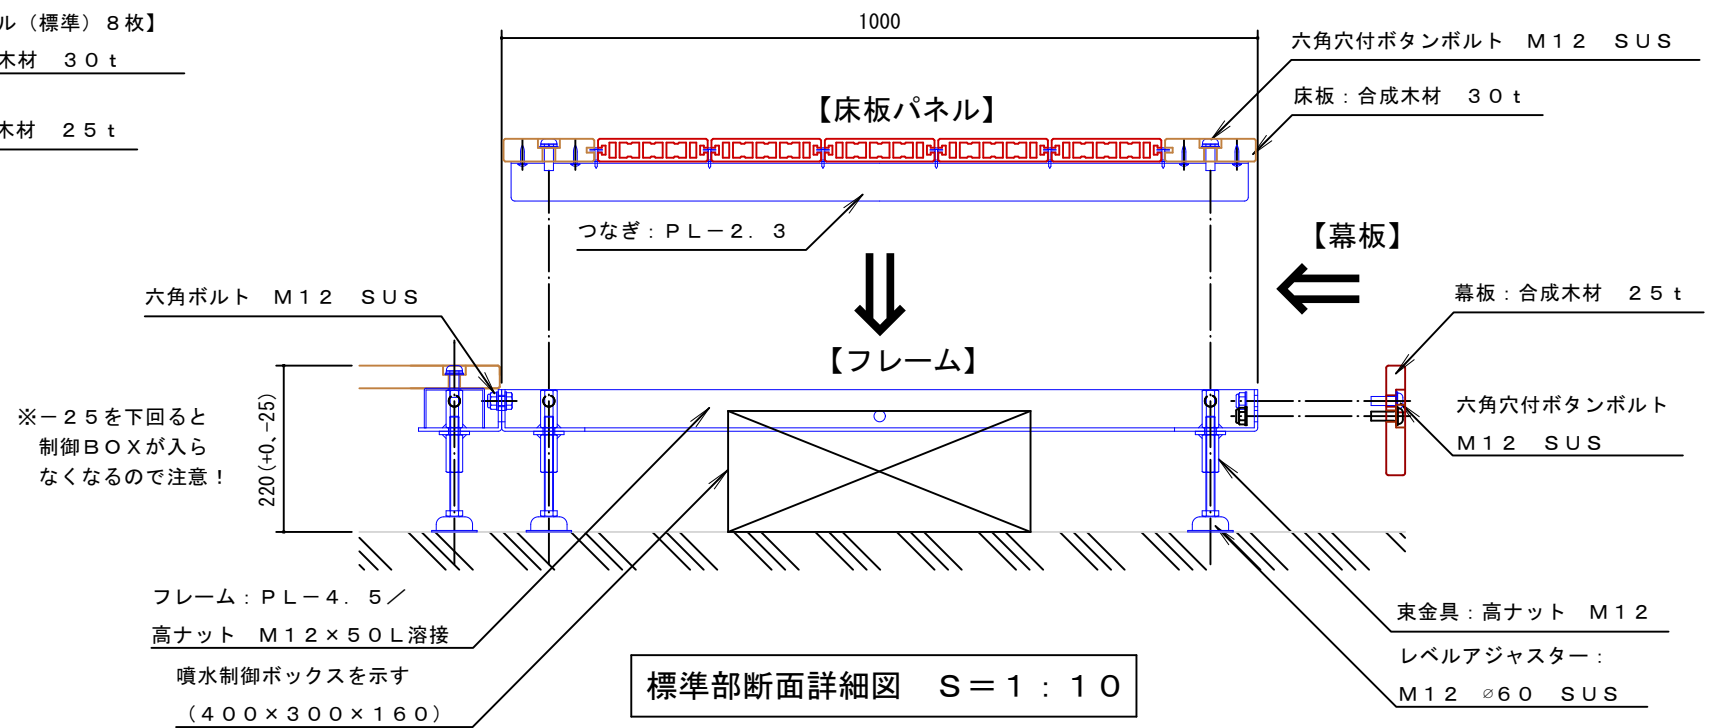 ル（標準）８枚】
木材　３０ｔ
木材　２５ｔ
1000
六角穴付ボタンボルト　Ｍ１２　ＳＵＳ
床板：合成木材　３０ｔ
【床板パネル】
つなぎ：ＰＬ－２．３
【幕板】
六角ボルト　Ｍ１２　ＳＵＳ
幕板：合成木材　２５ｔ
【フレーム】
※－２５を下回ると
制御ＢＯＸが入ら
なくなるので注意！
220(+0,-25)
六角穴付ボタンボルト
Ｍ１２　ＳＵＳ
フレーム：ＰＬ－４．５／
高ナット　Ｍ１２×５０Ｌ溶接
噴水制御ボックスを示す
（４００×３００×１６０）
標準部断面詳細図　Ｓ＝１：１０
束金具：高ナット　Ｍ１２
レベルアジャスター：
Ｍ１２　⌀６０　ＳＵＳ